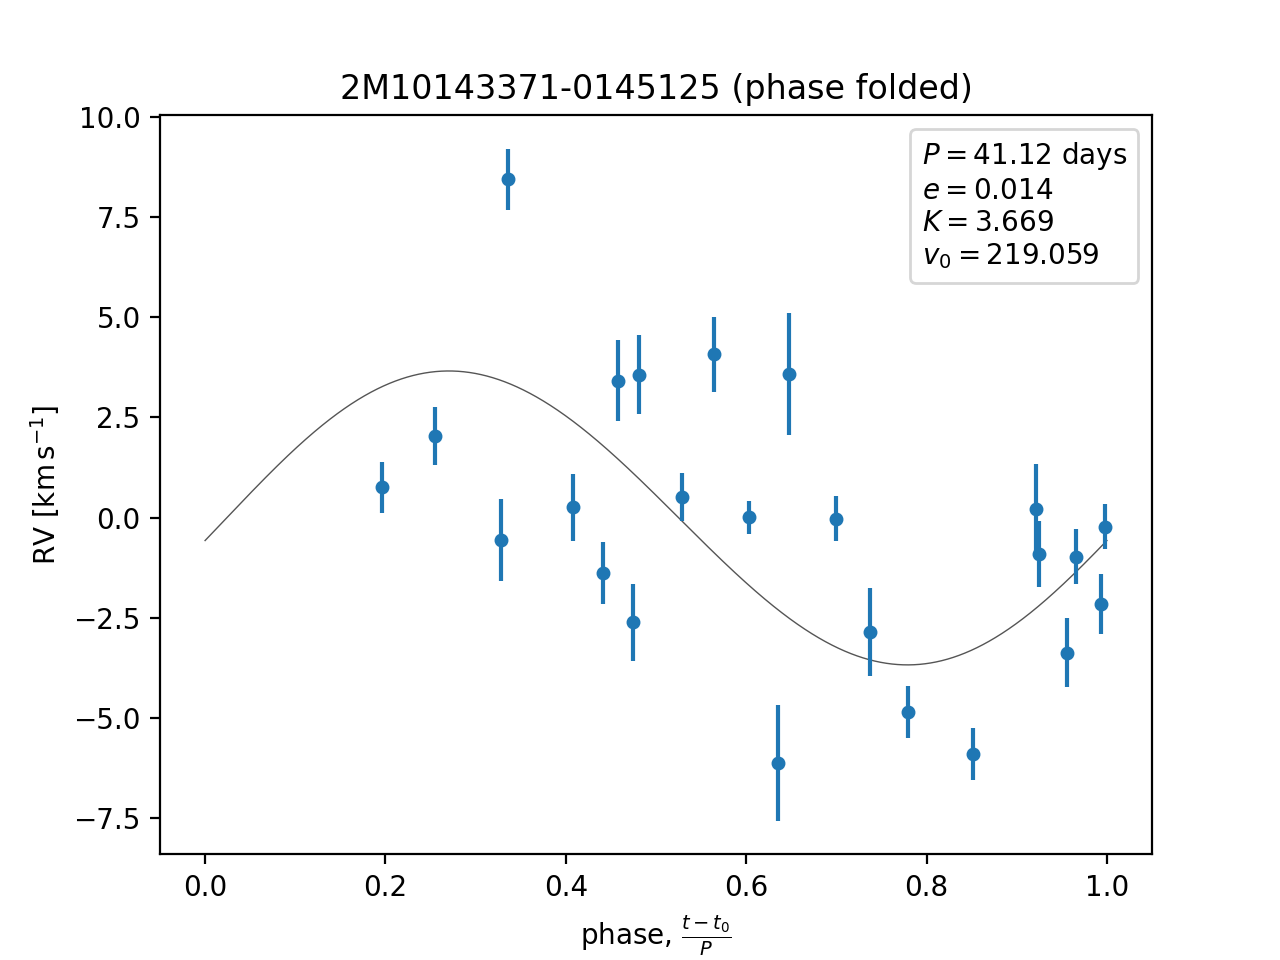 2M10143371-0145125 (phase folded)
P = 41.12 days
e = 0.014
K = 3.669
v₀ = 219.059
10.0
7.5
5.0
2.5
0.0
−2.5
−5.0
−7.5
RV [km s⁻¹]
0.0 0.2 0.4 0.6 0.8 1.0
phase, (t − t₀)/P